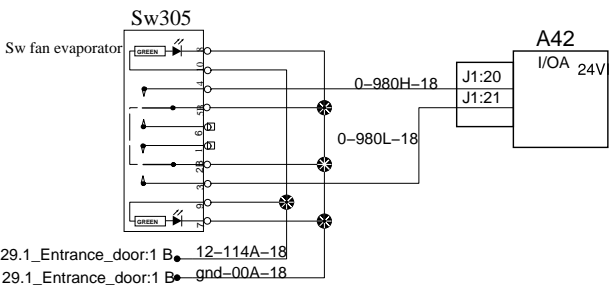 Sw305
Sw fan evaporator
GREEN
8
0
4
5B
6
1
2B
3
9
GREEN
7
A42
I/OA
24V
0-980H-18
J1:20
J1:21
0-980L-18
29.1_Entrance_door:1 B
12-114A-18
29.1_Entrance_door:1 B
gnd-00A-18